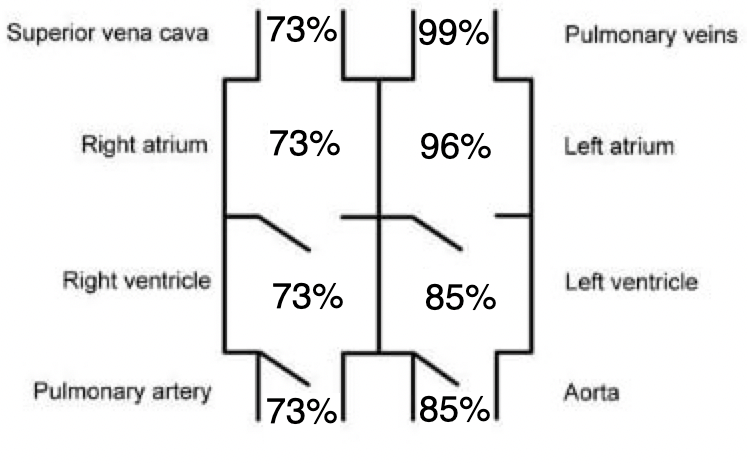 Superior vena cava 73% 99% Pulmonary veins
Right atrium 73% 96% Left atrium
Right ventricle 73% 85% Left ventricle
Pulmonary artery 73% 85% Aorta